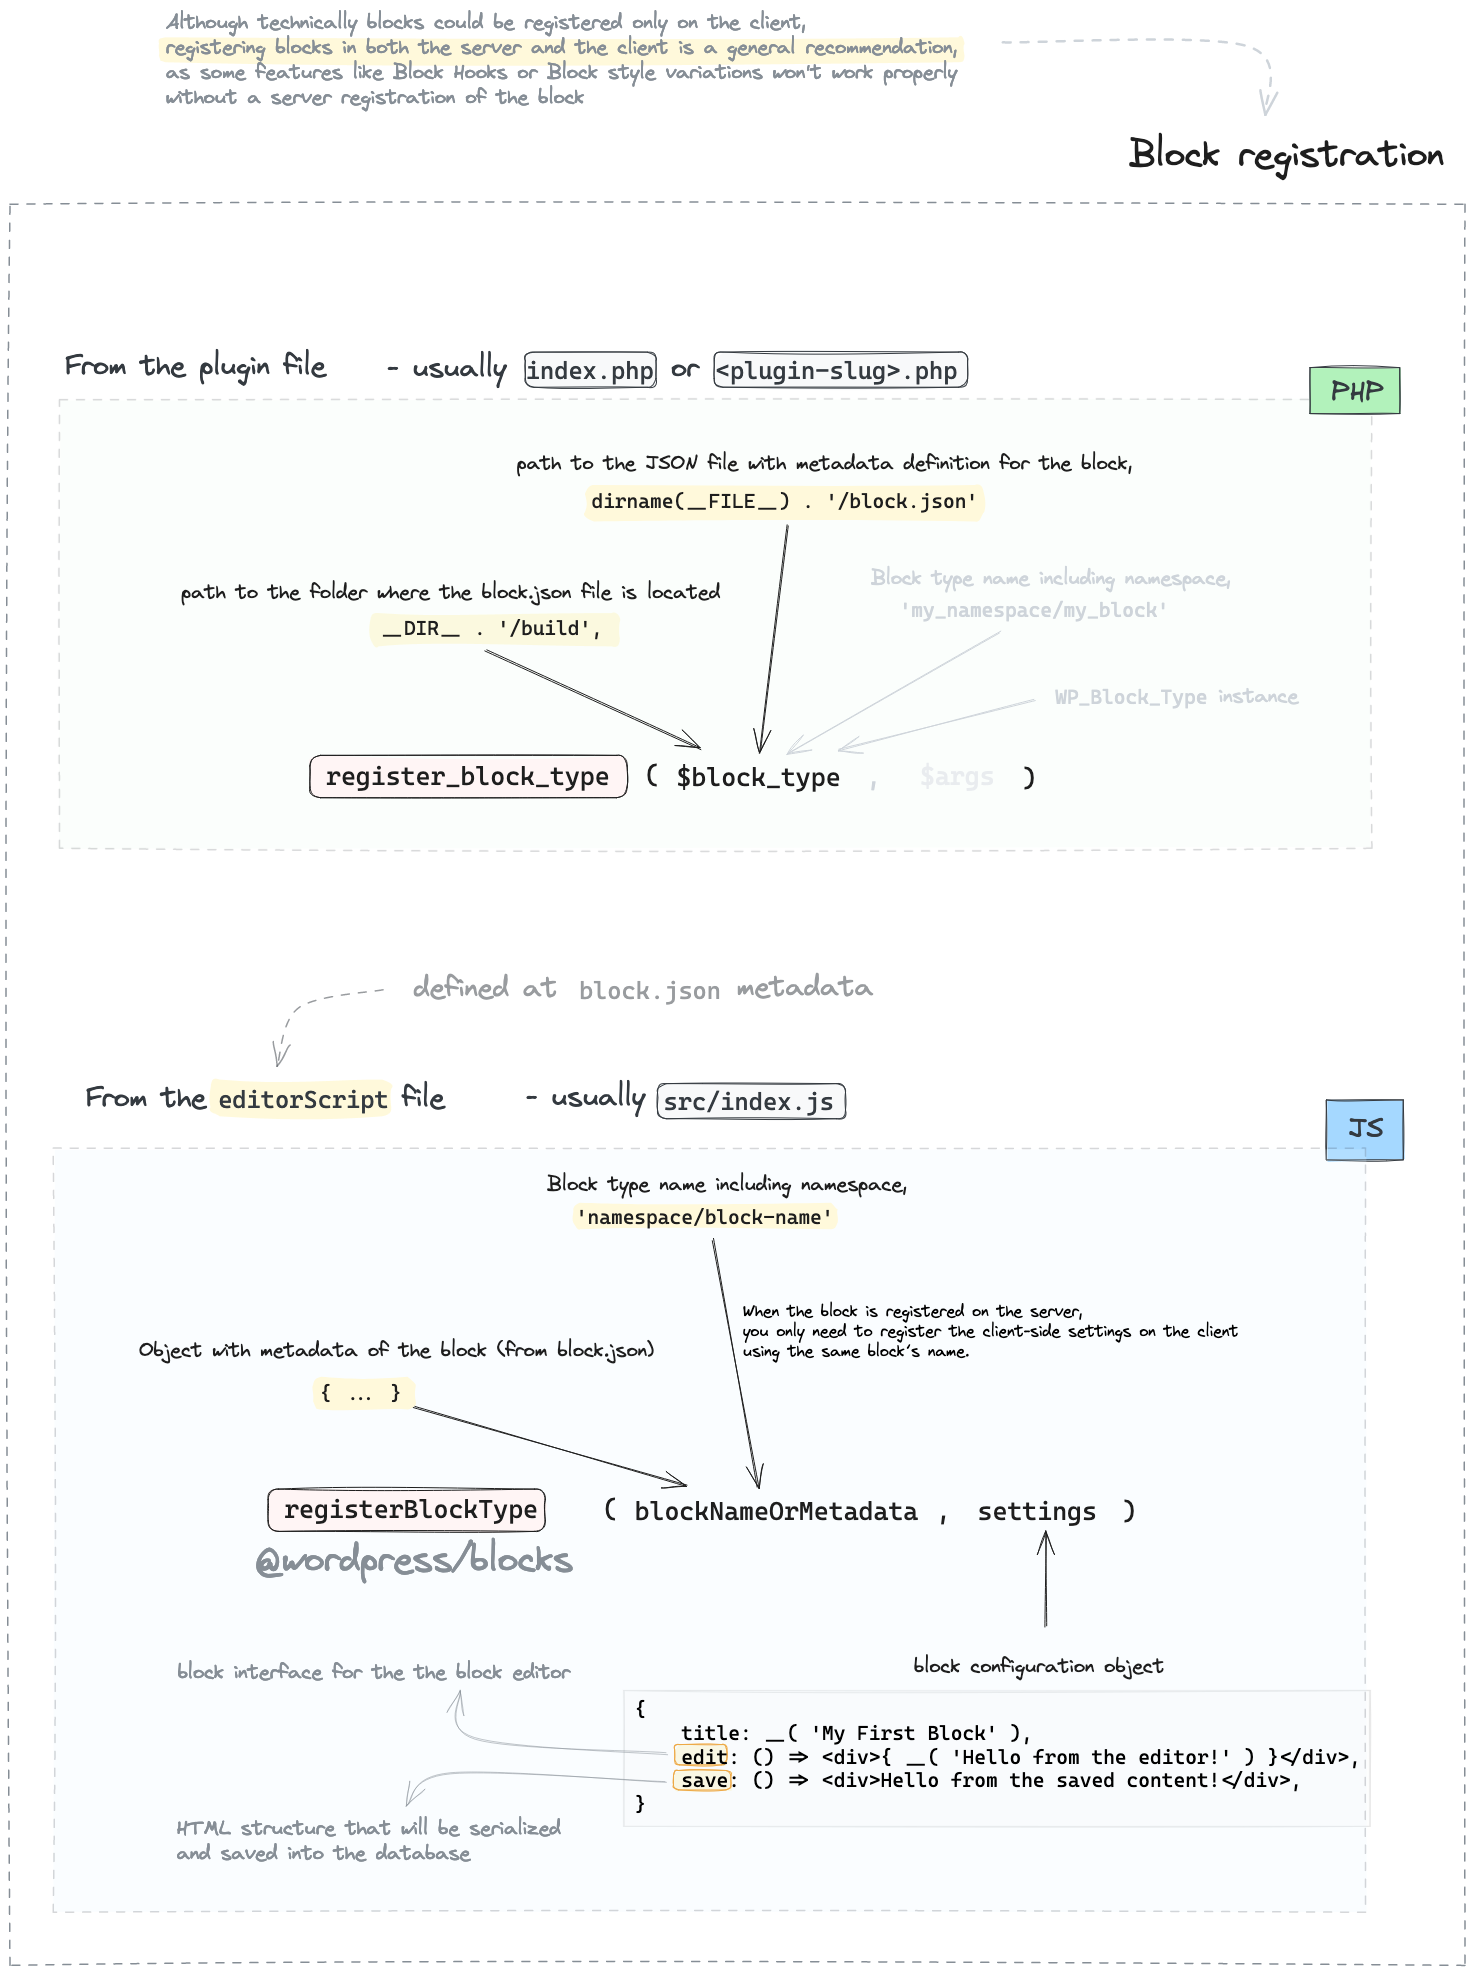 Although technically blocks could be registered only on the client,
registering blocks in both the server and the client is a general recommendation,
as some features like Block Hooks or Block style variations won't work properly
without a server registration of the block
Block registration
From the plugin file - usually index.php or <plugin-slug>.php
PHP
path to the JSON file with metadata definition for the block,
dirname(__FILE__) . '/block.json'
Block type name including namespace,
'my_namespace/my_block'
path to the folder where the block.json file is located
__DIR__ . '/build',
WP_Block_Type instance
register_block_type ( $block_type , $args )
defined at block.json metadata
From the editorScript file - usually src/index.js
JS
Block type name including namespace,
'namespace/block-name'
When the block is registered on the server,
you only need to register the client-side settings on the client
using the same block's name.
Object with metadata of the block (from block.json)
{ ... }
registerBlockType ( blockNameOrMetadata , settings )
@wordpress/blocks
block interface for the the block editor
block configuration object
{
title: __( 'My First Block' ),
edit: () => <div>{ __( 'Hello from the editor!' ) }</div>,
save: () => <div>Hello from the saved content!</div>,
}
HTML structure that will be serialized
and saved into the database